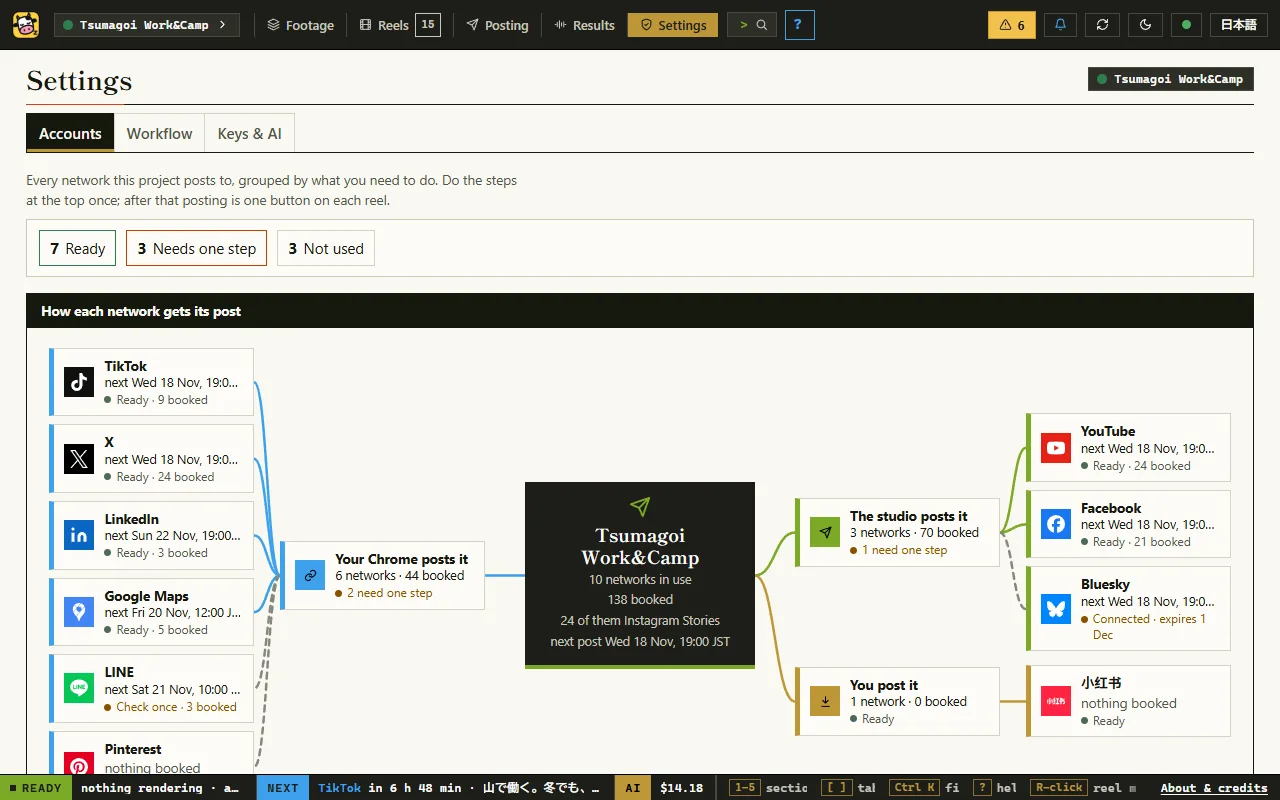 Tsumagoi Work&Camp
Footage
Reels 15
Posting
Results
Settings
>
?
6
日本語
Settings
Tsumagoi Work&Camp
Accounts
Workflow
Keys & AI
Every network this project posts to, grouped by what you need to do. Do the steps
at the top once; after that posting is one button on each reel.
7 Ready
3 Needs one step
3 Not used
How each network gets its post
TikTok
next Wed 18 Nov, 19:0...
Ready · 9 booked
X
next Wed 18 Nov, 19:0...
Ready · 24 booked
LinkedIn
next Sun 22 Nov, 19:00...
Ready · 3 booked
Google Maps
next Fri 20 Nov, 12:00 J...
Ready · 5 booked
LINE
LINE
next Sat 21 Nov, 10:00 ...
Check once · 3 booked
Pinterest
nothing booked
Your Chrome posts it
6 networks · 44 booked
2 need one step
Tsumagoi
Work&Camp
10 networks in use
138 booked
24 of them Instagram Stories
next post Wed 18 Nov, 19:00 JST
The studio posts it
3 networks · 70 booked
1 need one step
You post it
1 network · 0 booked
Ready
YouTube
next Wed 18 Nov, 19:0...
Ready · 24 booked
Facebook
next Wed 18 Nov, 19:0...
Ready · 21 booked
Bluesky
next Wed 18 Nov, 19:0...
Connected · expires 1
Dec
小红书
小红书
nothing booked
Ready
READY
nothing rendering · a...
NEXT
TikTok in 6 h 48 min · 山で働く。冬でも、...
AI
$14.18
1–5 sectio
[ ] tal
Ctrl K fi
? hel
R-click reel m
About & credits